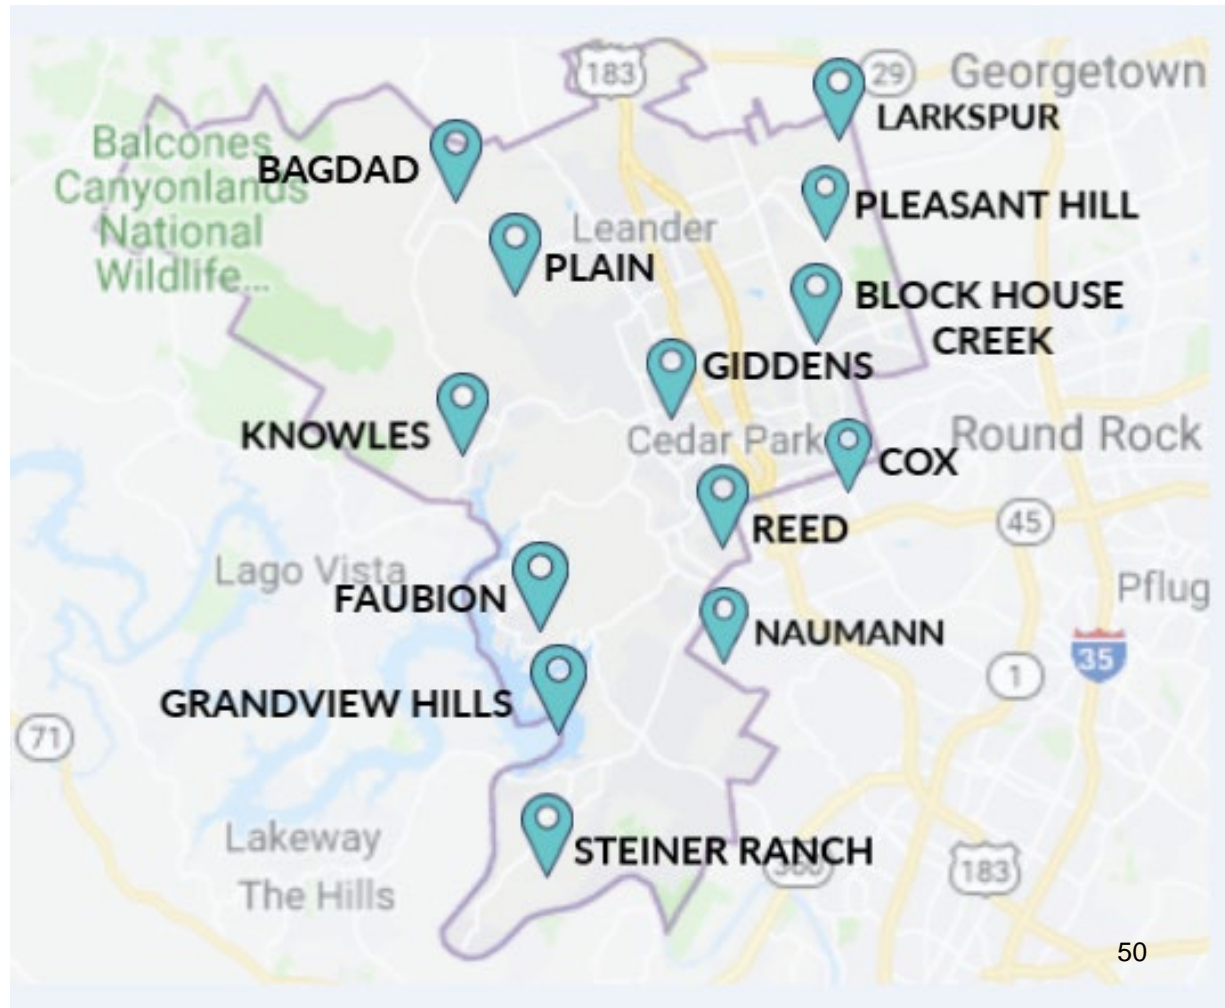 183
29
Georgetown
LARKSPUR
Balcones
Canyonlands
National
Wildlife...
BAGDAD
PLEASANT HILL
Leander
PLAIN
BLOCK HOUSE
CREEK
GIDDENS
KNOWLES
Cedar Park
Round Rock
COX
REED
45
Lago Vista
FAUBION
Pflug
NAUMANN
35
1
GRANDVIEW HILLS
71
Lakeway
STEINER RANCH
360
183
The Hills
50